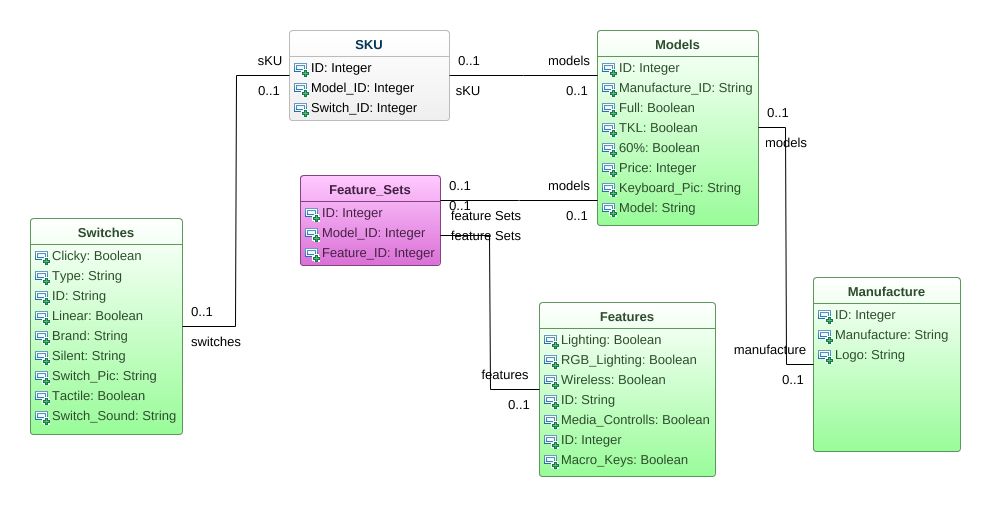 SKU
ID: Integer
Model_ID: Integer
Switch_ID: Integer
sKU
0..1
0..1
sKU
models
0..1
Models
ID: Integer
Manufacture_ID: String
Full: Boolean
TKL: Boolean
60%: Boolean
Price: Integer
Keyboard_Pic: String
Model: String
0..1
models
Feature_Sets
ID: Integer
Model_ID: Integer
Feature_ID: Integer
0..1
0..1
feature Sets
feature Sets
models
0..1
Switches
Clicky: Boolean
Type: String
ID: String
Linear: Boolean
Brand: String
Silent: String
Switch_Pic: String
Tactile: Boolean
Switch_Sound: String
0..1
switches
Features
Lighting: Boolean
RGB_Lighting: Boolean
Wireless: Boolean
ID: String
Media_Controlls: Boolean
ID: Integer
Macro_Keys: Boolean
features
0..1
Manufacture
ID: Integer
Manufacture: String
Logo: String
manufacture
0..1